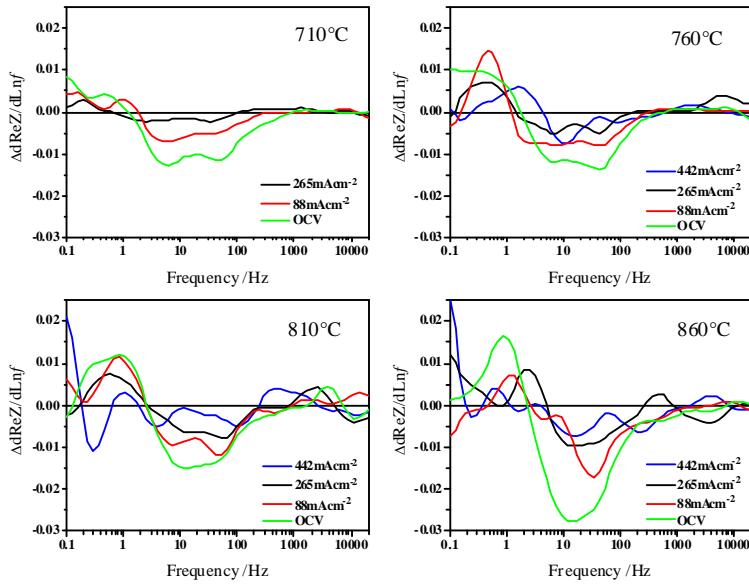 710°C
0.025
0.02
0.01
0.00
-0.01
-0.02
-0.03
ΔdReZ/dLnf
265mAcm⁻²
88mAcm⁻²
OCV
0.1 1 10 100 1000 10000
Frequency /Hz
760°C
0.025
0.02
0.01
0.00
-0.01
-0.02
-0.03
ΔdReZ/dLnf
442mAcm⁻²
265mAcm⁻²
88mAcm⁻²
OCV
0.1 1 10 100 1000 10000
Frequency /Hz
810°C
0.02
0.01
0.00
-0.01
-0.02
-0.03
ΔdReZ/dLnf
442mAcm⁻²
265mAcm⁻²
88mAcm⁻²
OCV
0.1 1 10 100 1000 10000
Frequency /Hz
860°C
0.02
0.01
0.00
-0.01
-0.02
-0.03
ΔdReZ/dLnf
442mAcm⁻²
265mAcm⁻²
88mAcm⁻²
OCV
0.1 1 10 100 1000 10000
Frequency /Hz